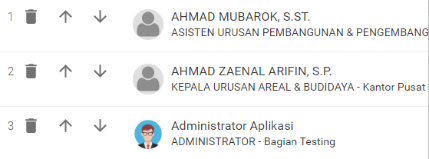 1 AHMAD MUBAROK, S.ST.
ASISTEN URUSAN PEMBANGUNAN & PENGEMBANG
2 AHMAD ZAENAL ARIFIN, S.P.
KEPALA URUSAN AREAL & BUDIDAYA - Kantor Pusat
3 Administrator Aplikasi
ADMINISTRATOR - Bagian Testing